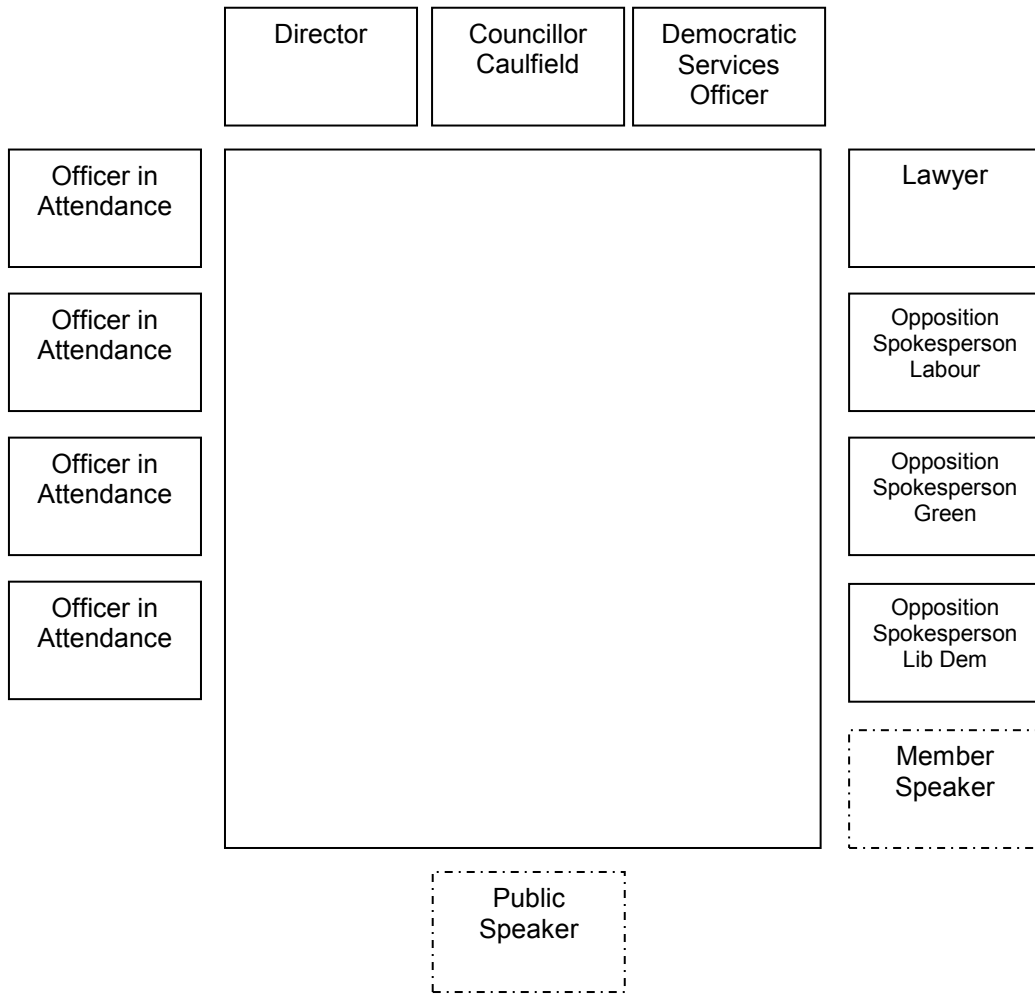 Director
Councillor
Caulfield
Democratic
Services
Officer
Officer in
Attendance
Lawyer
Officer in
Attendance
Opposition
Spokesperson
Labour
Officer in
Attendance
Opposition
Spokesperson
Green
Officer in
Attendance
Opposition
Spokesperson
Lib Dem
Member
Speaker
Public
Speaker